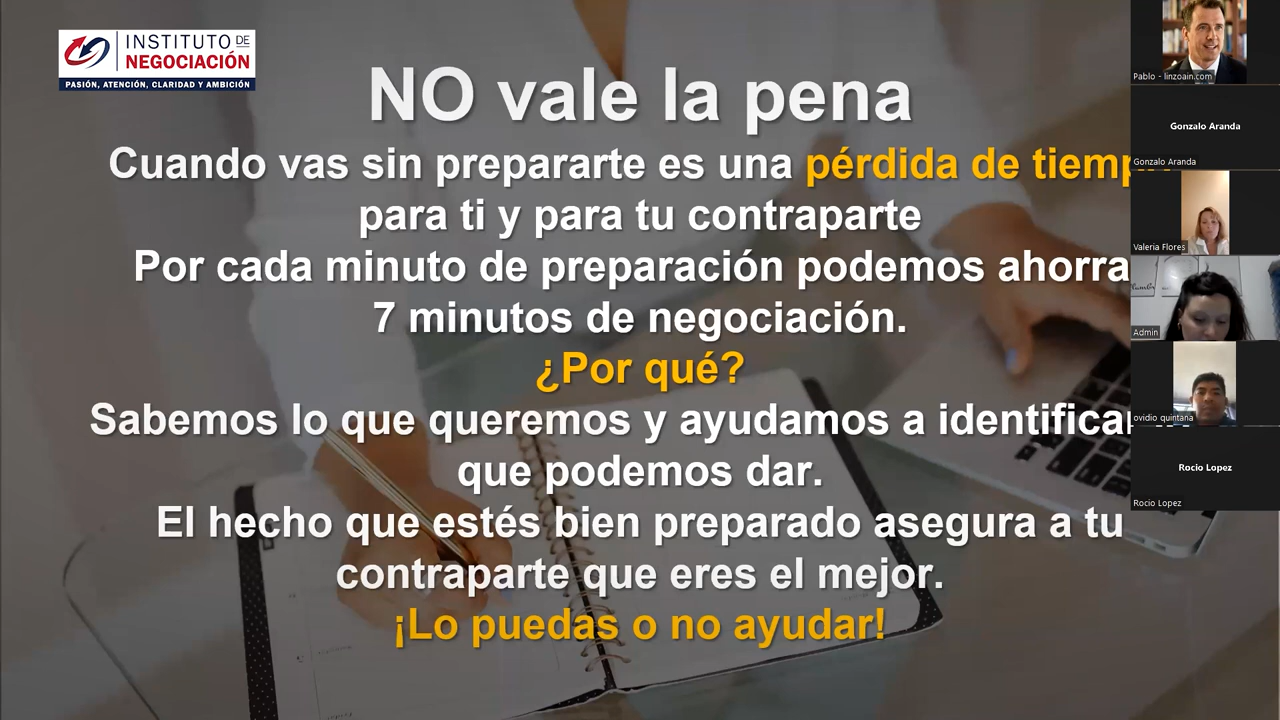 INSTITUTO DE
NEGOCIACIÓN
PASIÓN, ATENCIÓN, CLARIDAD Y AMBICIÓN
NO vale la pena
Cuando vas sin prepararte es una pérdida de tiemp
para ti y para tu contraparte
Por cada minuto de preparación podemos ahorra
7 minutos de negociación.
¿Por qué?
Sabemos lo que queremos y ayudamos a identifica
que podemos dar.
El hecho que estés bien preparado asegura a tu
contraparte que eres el mejor.
¡Lo puedas o no ayudar!
Pablo - linzoain.com
Gonzalo Aranda
Gonzalo Aranda
Valeria Flores
Admin
ovidio quintana
Rocio Lopez
Rocio Lopez